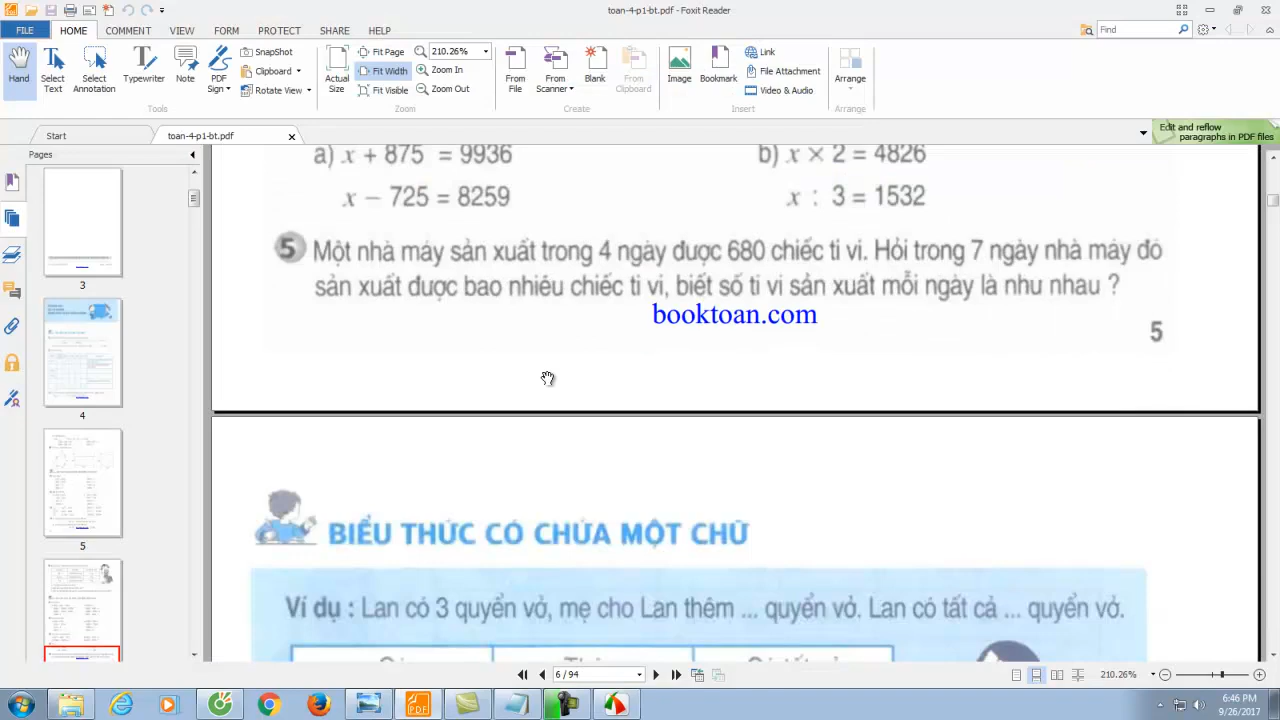 toan-4-p1-bt.pdf - Foxit Reader
FILE HOME COMMENT VIEW FORM PROTECT SHARE HELP
Find
Hand
Select Text
Select Annotation
Typewriter
Note
PDF Sign
SnapShot
Clipboard
Rotate View
Tools
Actual Size
Fit Page
Fit Width
Fit Visible
210.26%
Zoom In
Zoom Out
Zoom
From File
From Scanner
Blank
From Clipboard
Create
Image
Bookmark
Link
File Attachment
Video & Audio
Insert
Arrange
Arrange
Start
toan-4-p1-bt.pdf
Edit and reflow
paragraphs in PDF files
Pages
3
4
5
a) x + 875 = 9936 b) x × 2 = 4826
x − 725 = 8259 x : 3 = 1532
5 Một nhà máy sản xuất trong 4 ngày được 680 chiếc ti vi. Hỏi trong 7 ngày nhà máy đó
sản xuất được bao nhiêu chiếc ti vi, biết số ti vi sản xuất mỗi ngày là như nhau ?
booktoan.com
5
BIỂU THỨC CÓ CHỨA MỘT CHỮ
Ví dụ : Lan có 3 quyển vở, mẹ cho Lan thêm ... quyển vở. Lan có tất cả ... quyển vở.
6 / 94
210.26%
6:46 PM
9/26/2017